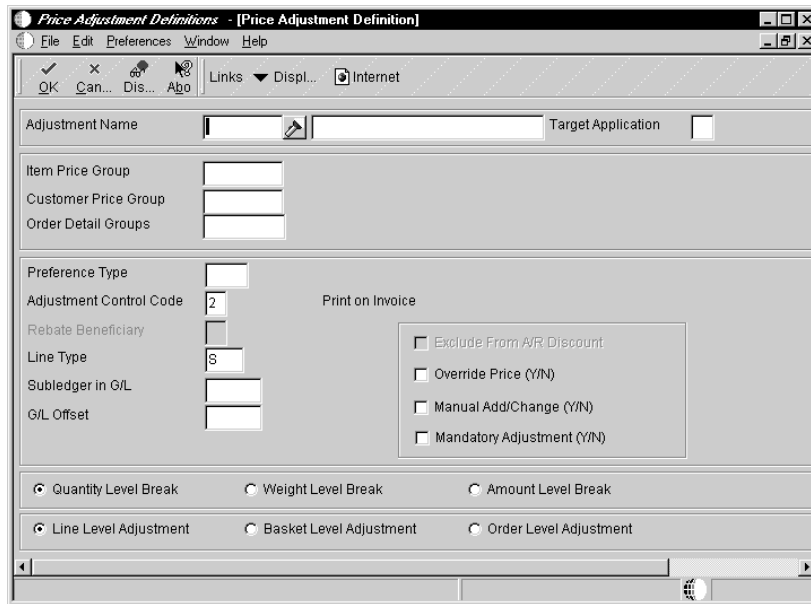 Price Adjustment Definitions - [Price Adjustment Definition]
File Edit Preferences Window Help
OK Can... Dis... Abo Links Displ... Internet
Adjustment Name Target Application
Item Price Group
Customer Price Group
Order Detail Groups
Preference Type
Adjustment Control Code 2 Print on Invoice
Rebate Beneficiary
Exclude From A/R Discount
Line Type S
Override Price (Y/N)
Subledger in G/L
Manual Add/Change (Y/N)
G/L Offset
Mandatory Adjustment (Y/N)
Quantity Level Break Weight Level Break Amount Level Break
Line Level Adjustment Basket Level Adjustment Order Level Adjustment